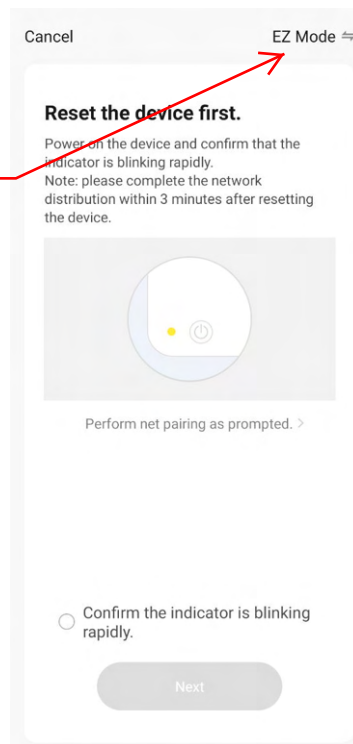 Cancel EZ Mode ⇋
Reset the device first.
Power on the device and confirm that the
indicator is blinking rapidly.
Note: please complete the network
distribution within 3 minutes after resetting
the device.
Perform net pairing as prompted. >
Confirm the indicator is blinking
rapidly.
Next